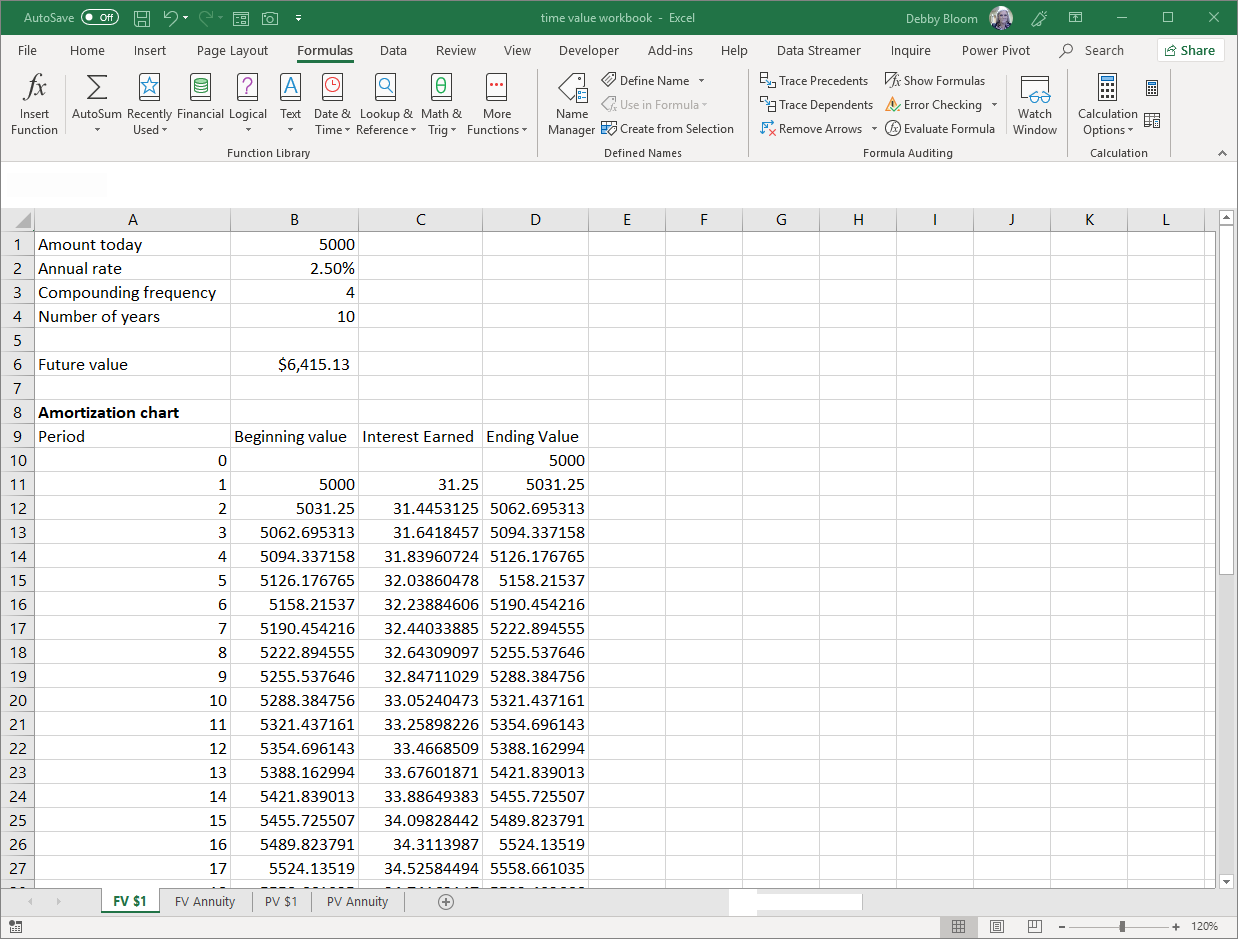 AutoSave Off time value workbook - Excel Debby Bloom
File Home Insert Page Layout Formulas Data Review View Developer Add-ins Help Data Streamer Inquire Power Pivot Search Share
fx Insert Function
Σ AutoSum
Recently Used
Financial
? Logical
A Text
Date & Time
Lookup & Reference
θ Math & Trig
More Functions
Function Library
Name Manager
Define Name
Use in Formula
Create from Selection
Defined Names
Trace Precedents
Trace Dependents
Remove Arrows
Show Formulas
Error Checking
Evaluate Formula
Formula Auditing
Watch Window
Calculation Options
Calculation
A B C D E F G H I J K L
1 Amount today 5000
2 Annual rate 2.50%
3 Compounding frequency 4
4 Number of years 10
5
6 Future value $6,415.13
7
8 Amortization chart
9 Period Beginning value Interest Earned Ending Value
10 0 5000
11 1 5000 31.25 5031.25
12 2 5031.25 31.4453125 5062.695313
13 3 5062.695313 31.6418457 5094.337158
14 4 5094.337158 31.83960724 5126.176765
15 5 5126.176765 32.03860478 5158.21537
16 6 5158.21537 32.23884606 5190.454216
17 7 5190.454216 32.44033885 5222.894555
18 8 5222.894555 32.64309097 5255.537646
19 9 5255.537646 32.84711029 5288.384756
20 10 5288.384756 33.05240473 5321.437161
21 11 5321.437161 33.25898226 5354.696143
22 12 5354.696143 33.4668509 5388.162994
23 13 5388.162994 33.67601871 5421.839013
24 14 5421.839013 33.88649383 5455.725507
25 15 5455.725507 34.09828442 5489.823791
26 16 5489.823791 34.3113987 5524.13519
27 17 5524.13519 34.52584494 5558.661035
FV $1 FV Annuity PV $1 PV Annuity
120%